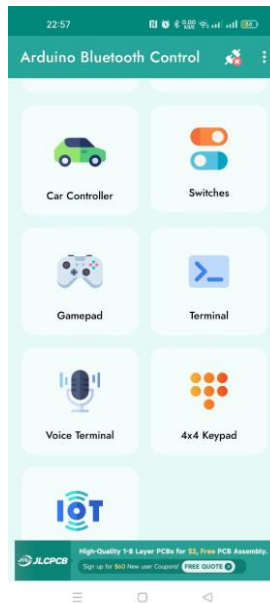 22:57
Arduino Bluetooth Control
Car Controller
Switches
Gamepad
Terminal
Voice Terminal
4x4 Keypad
IOT
JLCPCB
High-Quality 1-8 Layer PCBs for $2, Free PCB Assembly.
Sign up for $60 New user Coupons!
FREE QUOTE